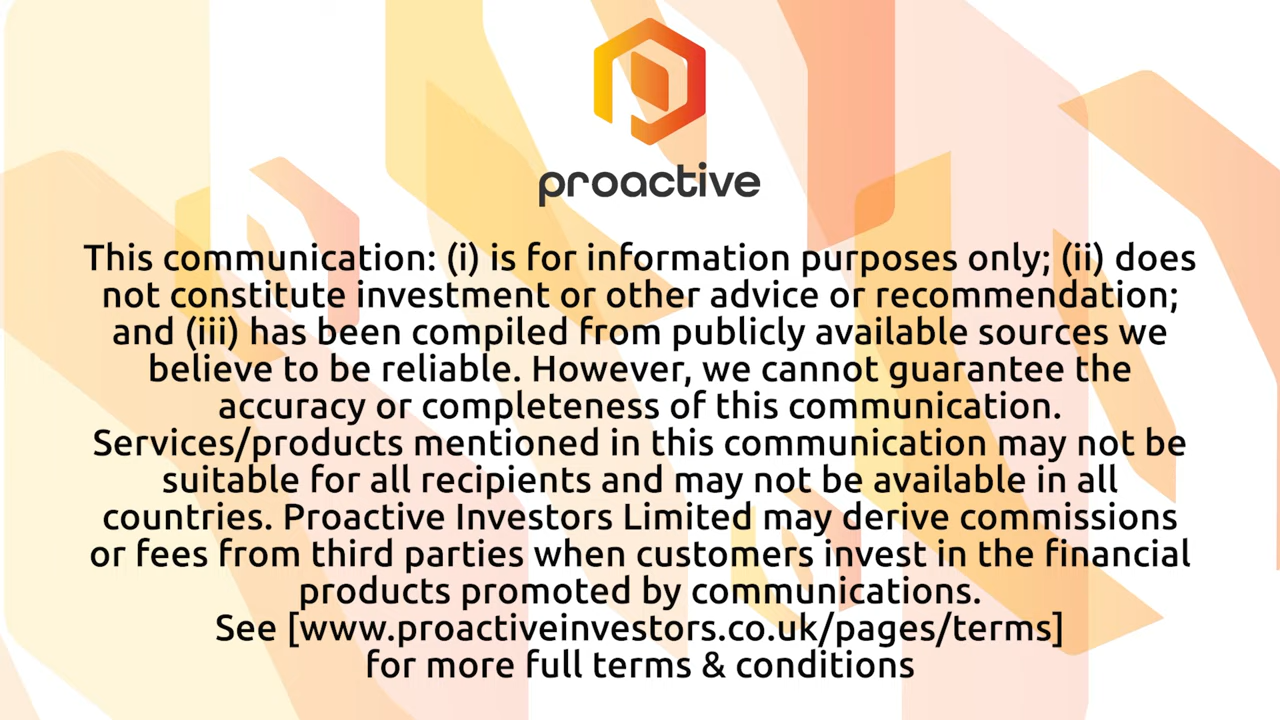 proactive
This communication: (i) is for information purposes only; (ii) does
not constitute investment or other advice or recommendation;
and (iii) has been compiled from publicly available sources we
believe to be reliable. However, we cannot guarantee the
accuracy or completeness of this communication.
Services/products mentioned in this communication may not be
suitable for all recipients and may not be available in all
countries. Proactive Investors Limited may derive commissions
or fees from third parties when customers invest in the financial
products promoted by communications.
See [www.proactiveinvestors.co.uk/pages/terms]
for more full terms & conditions